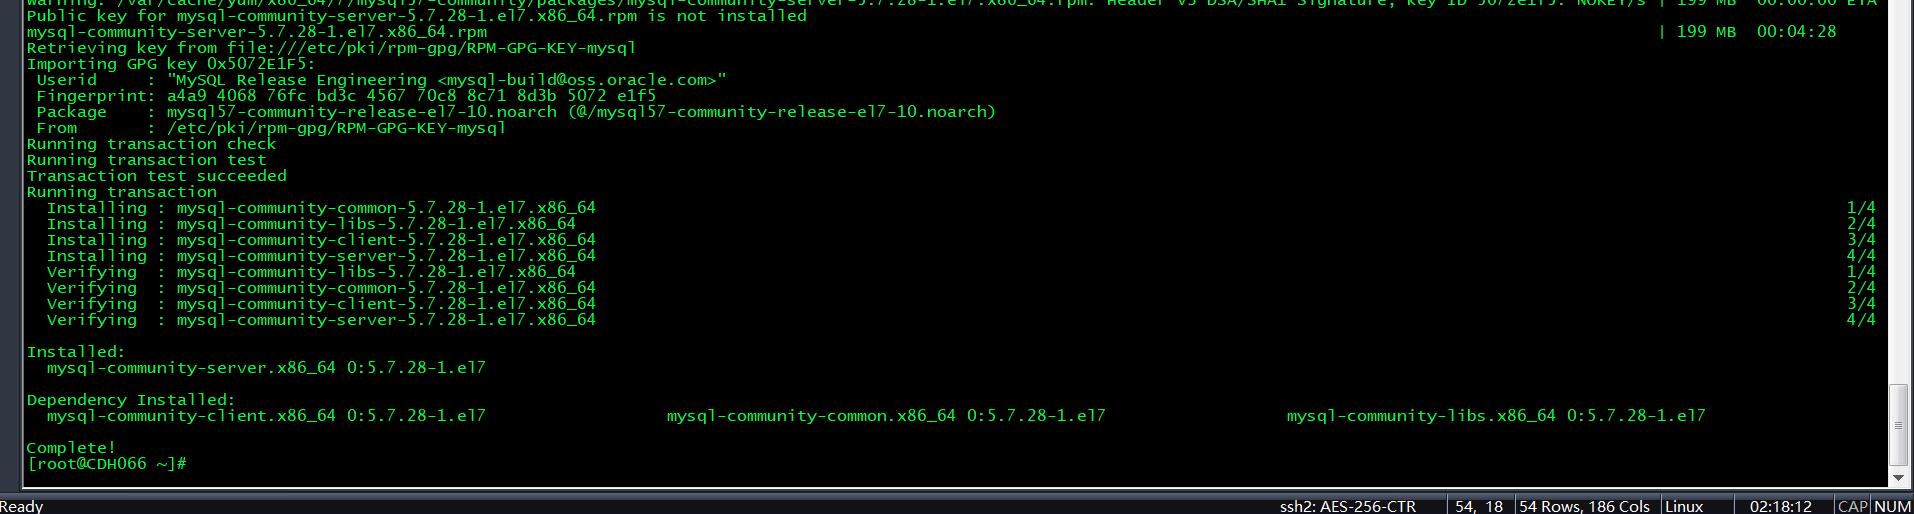 warning: /var/cache/yum/x86_64/7/mysql57-community/packages/mysql-community-server-5.7.28-1.el7.x86_64.rpm: Header V3 DSA/SHA1 Signature, key ID 5072e1f5: NOKEY/s | 199 MB 00:00:00 ETA
Public key for mysql-community-server-5.7.28-1.el7.x86_64.rpm is not installed
mysql-community-server-5.7.28-1.el7.x86_64.rpm | 199 MB 00:04:28
Retrieving key from file:///etc/pki/rpm-gpg/RPM-GPG-KEY-mysql
Importing GPG key 0x5072E1F5:
Userid : "MySQL Release Engineering <mysql-build@oss.oracle.com>"
Fingerprint: a4a9 4068 76fc bd3c 4567 70c8 8c71 8d3b 5072 e1f5
Package : mysql57-community-release-el7-10.noarch (@/mysql57-community-release-el7-10.noarch)
From : /etc/pki/rpm-gpg/RPM-GPG-KEY-mysql
Running transaction check
Running transaction test
Transaction test succeeded
Running transaction
Installing : mysql-community-common-5.7.28-1.el7.x86_64 1/4
Installing : mysql-community-libs-5.7.28-1.el7.x86_64 2/4
Installing : mysql-community-client-5.7.28-1.el7.x86_64 3/4
Installing : mysql-community-server-5.7.28-1.el7.x86_64 4/4
Verifying : mysql-community-libs-5.7.28-1.el7.x86_64 1/4
Verifying : mysql-community-common-5.7.28-1.el7.x86_64 2/4
Verifying : mysql-community-client-5.7.28-1.el7.x86_64 3/4
Verifying : mysql-community-server-5.7.28-1.el7.x86_64 4/4
Installed:
mysql-community-server.x86_64 0:5.7.28-1.el7
Dependency Installed:
mysql-community-client.x86_64 0:5.7.28-1.el7 mysql-community-common.x86_64 0:5.7.28-1.el7 mysql-community-libs.x86_64 0:5.7.28-1.el7
Complete!
[root@CDH066 ~]#
Ready ssh2: AES-256-CTR 54, 18 54 Rows, 186 Cols Linux 02:18:12 CAP NUM